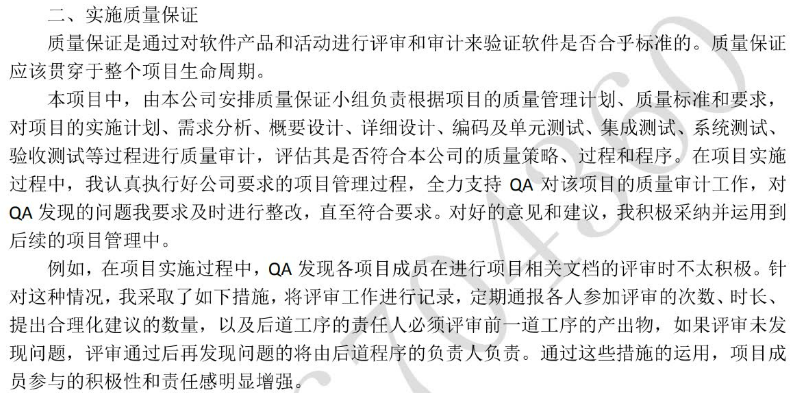 二、实施质量保证
质量保证是通过对软件产品和活动进行评审和审计来验证软件是否合乎标准的。质量保证
应该贯穿于整个项目生命周期。
本项目中，由本公司安排质量保证小组负责根据项目的质量管理计划、质量标准和要求，
对项目的实施计划、需求分析、概要设计、详细设计、编码及单元测试、集成测试、系统测试、
验收测试等过程进行质量审计，评估其是否符合本公司的质量策略、过程和程序。在项目实施
过程中，我认真执行好公司要求的项目管理过程，全力支持 QA 对该项目的质量审计工作，对
QA 发现的问题我要求及时进行整改，直至符合要求。对好的意见和建议，我积极采纳并运用到
后续的项目管理中。
例如，在项目实施过程中，QA 发现各项目成员在进行项目相关文档的评审时不太积极。针
对这种情况，我采取了如下措施，将评审工作进行记录，定期通报各人参加评审的次数、时长、
提出合理化建议的数量，以及后道工序的责任人必须评审前一道工序的产出物，如果评审未发
现问题，评审通过后再发现问题的将由后道程序的负责人负责。通过这些措施的运用，项目成
员参与的积极性和责任感明显增强。
6704360